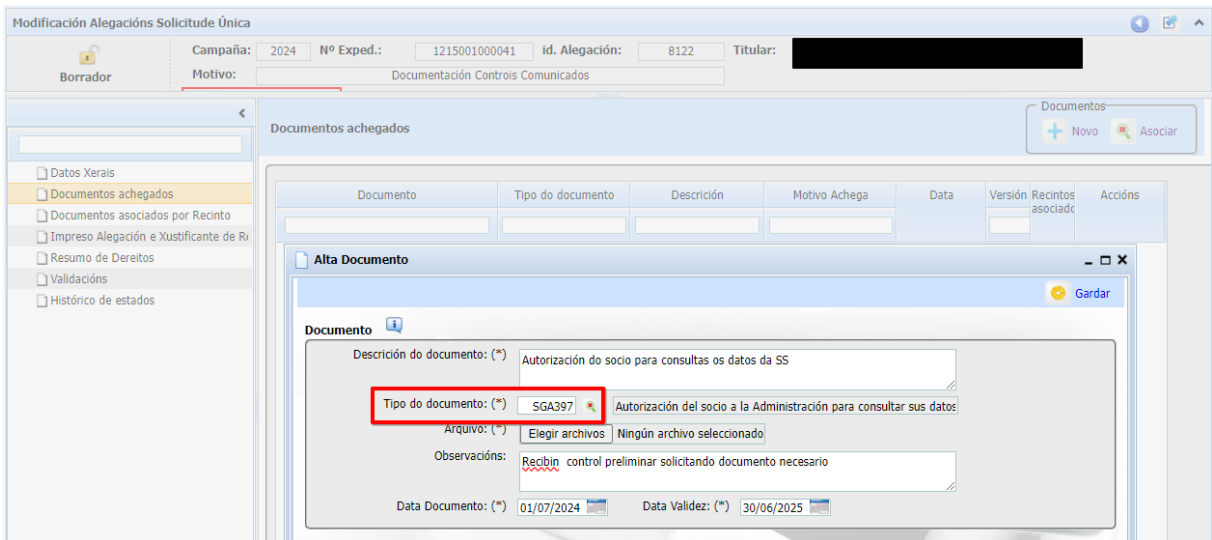 Modificación Alegacións Solicitude Única
Campaña: 2024 Nº Exped.: 1215001000041 id. Alegación: 8122 Titular:
Borrador
Motivo: Documentación Controis Comunicados
Documentos achegados
Documentos
Novo Asociar
Datos Xerais
Documentos achegados
Documentos asociados por Recinto
Impreso Alegación e Xustificante de Re
Resumo de Dereitos
Validacións
Histórico de estados
Documento Tipo do documento Descrición Motivo Achega Data Versión Recintos asociado Accións
Alta Documento
Gardar
Documento
Descrición do documento: (*) Autorización do socio para consultas os datos da SS
Tipo do documento: (*) SGA397 Autorización del socio a la Administración para consultar sus datos
Arquivo: (*) Elegir archivos Ningún archivo seleccionado
Observacións: Recibin control preliminar solicitando documento necesario
Data Documento: (*) 01/07/2024 Data Validez: (*) 30/06/2025